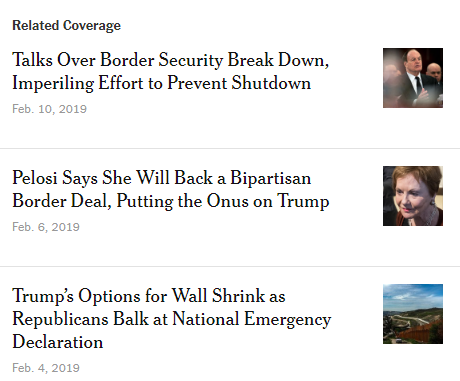 Related Coverage
Talks Over Border Security Break Down,
Imperiling Effort to Prevent Shutdown
Feb. 10, 2019
Pelosi Says She Will Back a Bipartisan
Border Deal, Putting the Onus on Trump
Feb. 6, 2019
Trump’s Options for Wall Shrink as
Republicans Balk at National Emergency
Declaration
Feb. 4, 2019